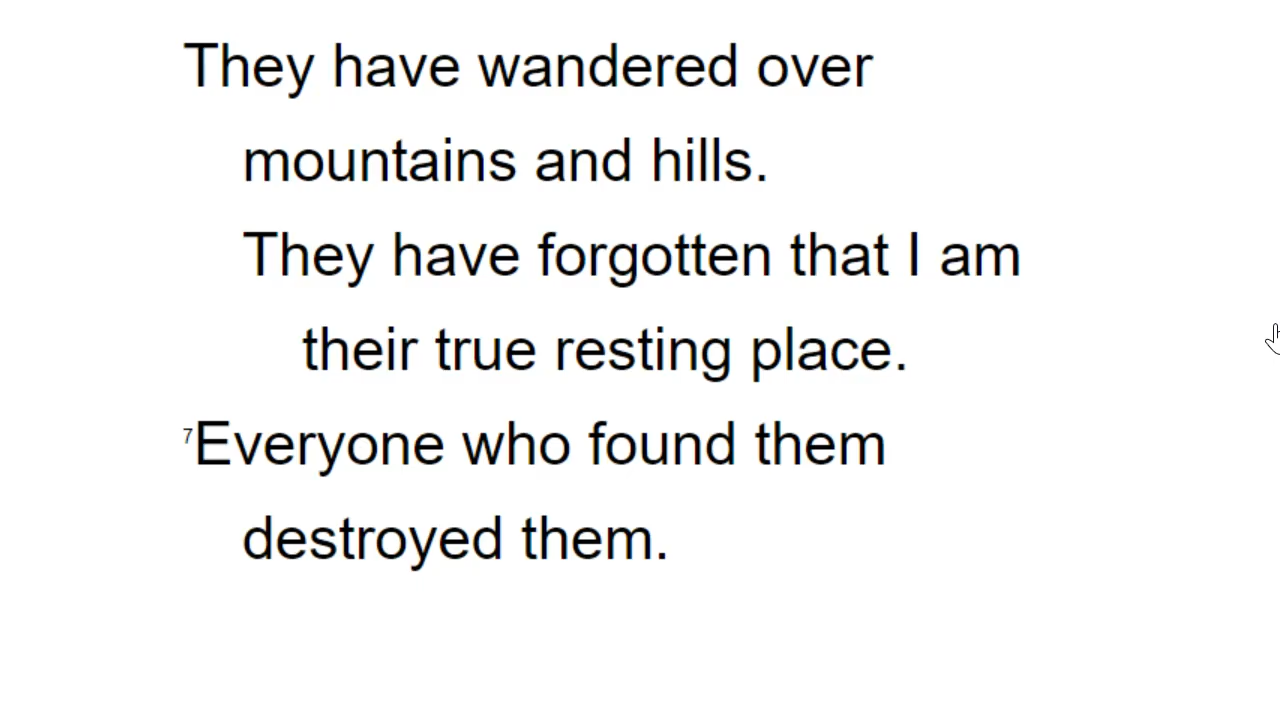 They have wandered over
mountains and hills.
They have forgotten that I am
their true resting place.
7Everyone who found them
destroyed them.